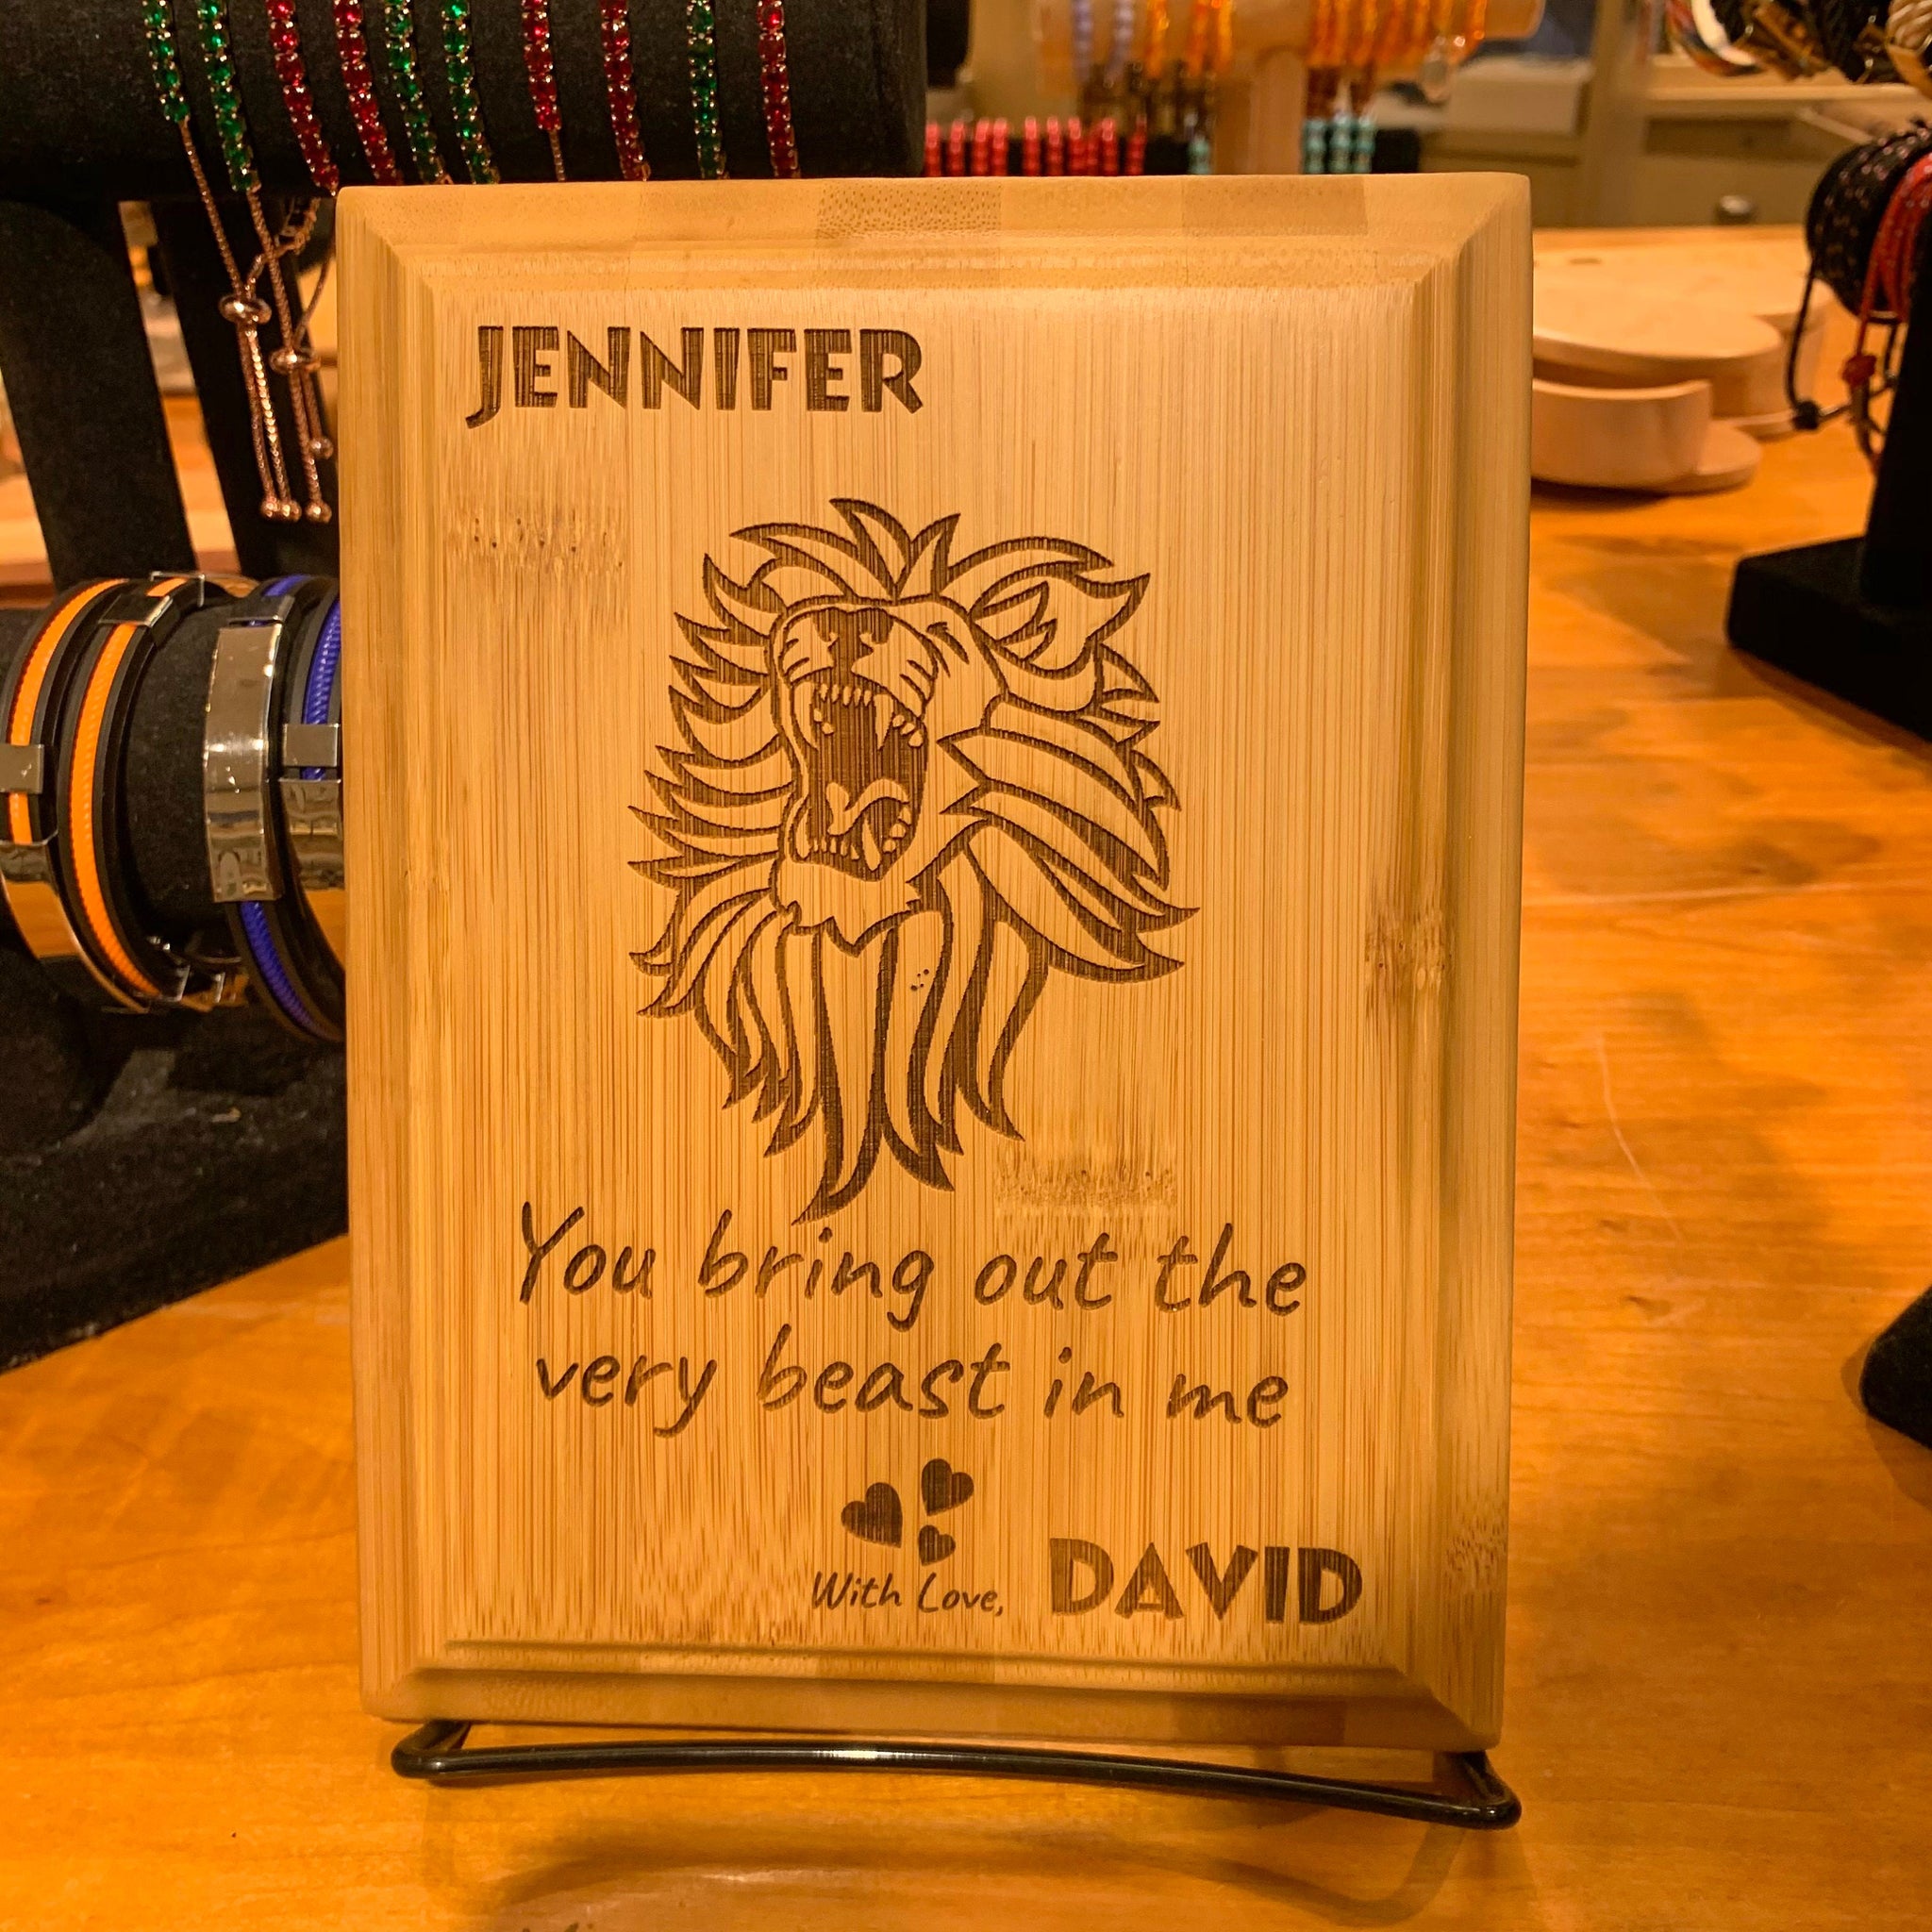 JENNIFER
You bring out the
very beast in me
With Love, DAVID